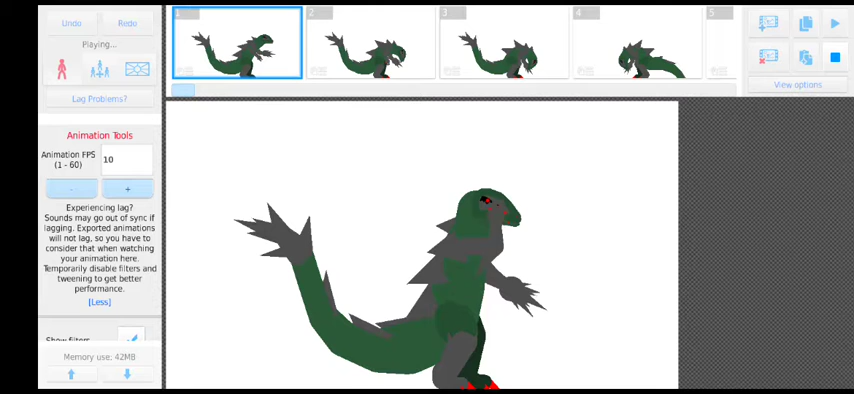 Undo Redo
Playing...
Lag Problems?
1 2 3 4 5
View options
Animation Tools
Animation FPS
(1 - 60)
10
- +
Experiencing lag?
Sounds may go out of sync if
lagging. Exported animations
will not lag, so you have to
consider that when watching
your animation here.
Temporarily disable filters and
tweening to get better
performance.
[Less]
Show filters
Memory use: 42MB